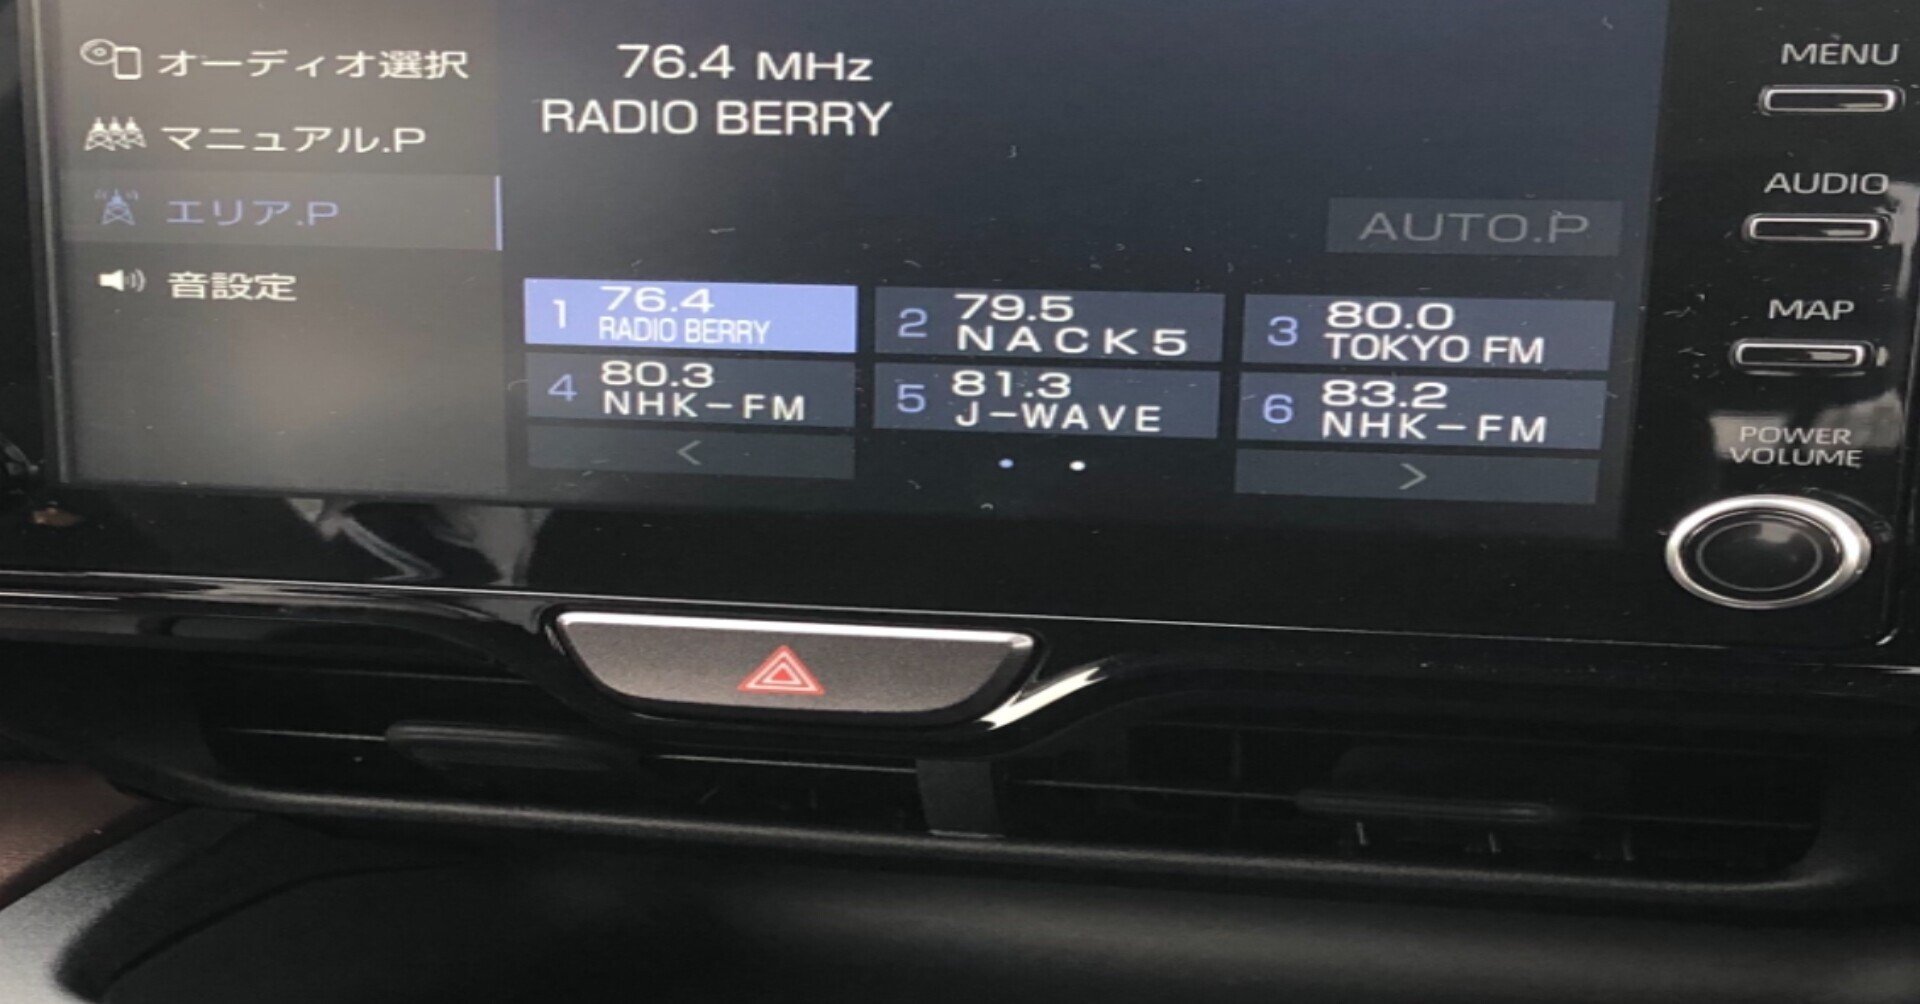 オーディオ選択
マニュアル.P
エリア.P
音設定
76.4 MHz
RADIO BERRY
AUTO.P
1 76.4
RADIO BERRY
2 79.5
NACK5
3 80.0
TOKYO FM
4 80.3
NHK-FM
5 81.3
J-WAVE
6 83.2
NHK-FM
<
>
MENU
AUDIO
MAP
POWER
VOLUME